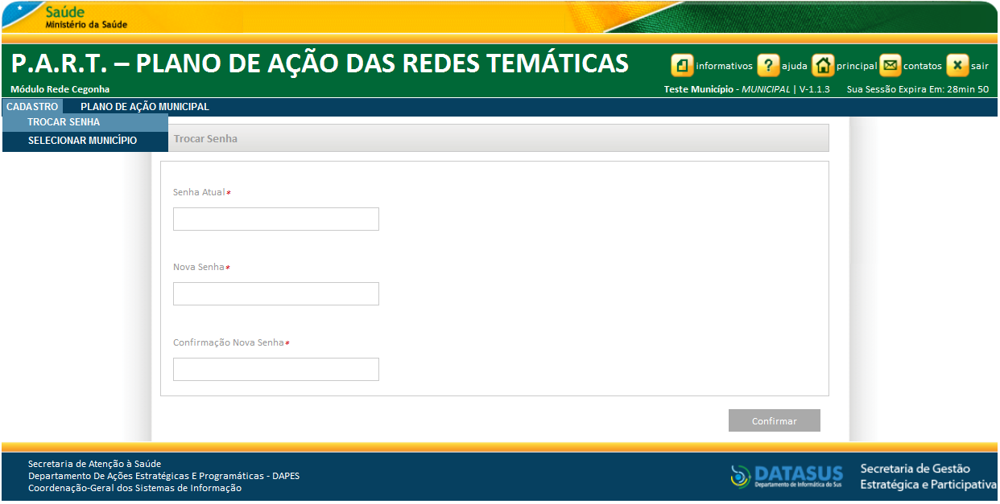 Saúde
Ministério da Saúde
P.A.R.T. – PLANO DE AÇÃO DAS REDES TEMÁTICAS
informativos ajuda principal contatos sair
Módulo Rede Cegonha
Teste Município - MUNICIPAL | V-1.1.3 Sua Sessão Expira Em: 28min 50
CADASTRO PLANO DE AÇÃO MUNICIPAL
TROCAR SENHA
SELECIONAR MUNICÍPIO
Trocar Senha
Senha Atual*
Nova Senha*
Confirmação Nova Senha*
Confirmar
Secretaria de Atenção à Saúde
Departamento De Ações Estratégicas E Programáticas - DAPES
Coordenação-Geral dos Sistemas de Informação
DATASUS
Departamento de Informática do Sus
Secretaria de Gestão
Estratégica e Participativa